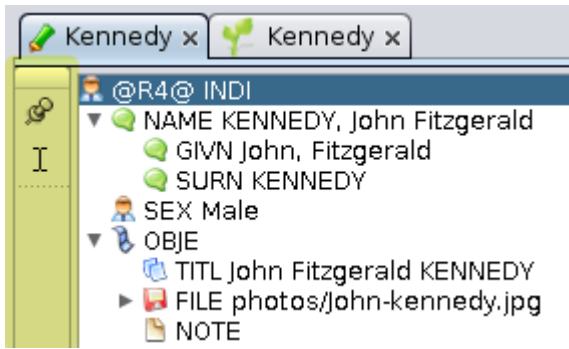 Kennedy x Kennedy x
@R4@ INDI
NAME KENNEDY, John Fitzgerald
GIVN John, Fitzgerald
SURN KENNEDY
SEX Male
OBJE
TITL John Fitzgerald KENNEDY
FILE photos/John-kennedy.jpg
NOTE